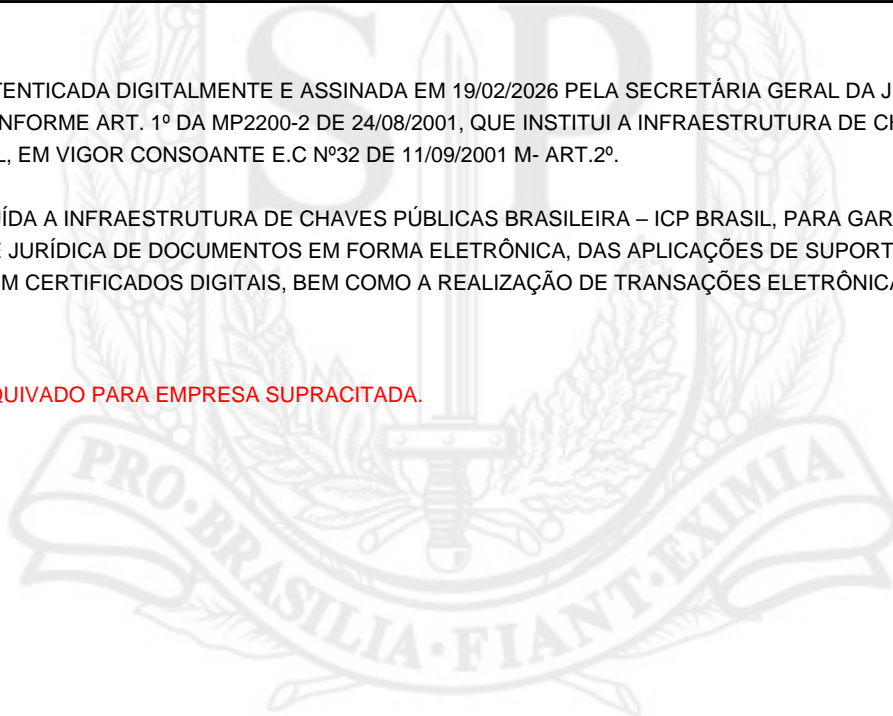 TENTICADA DIGITALMENTE E ASSINADA EM 19/02/2026 PELA SECRETÁRIA GERAL DA J
NFORME ART. 1º DA MP2200-2 DE 24/08/2001, QUE INSTITUI A INFRAESTRUTURA DE CH
L, EM VIGOR CONSOANTE E.C Nº32 DE 11/09/2001 M- ART.2º.
UÍDA A INFRAESTRUTURA DE CHAVES PÚBLICAS BRASILEIRA – ICP BRASIL, PARA GAR
E JURÍDICA DE DOCUMENTOS EM FORMA ELETRÔNICA, DAS APLICAÇÕES DE SUPORT
M CERTIFICADOS DIGITAIS, BEM COMO A REALIZAÇÃO DE TRANSAÇÕES ELETRÔNICA
QUIVADO PARA EMPRESA SUPRACITADA.
SP
PRO·BRASILIA·FIANT·EXIMIA